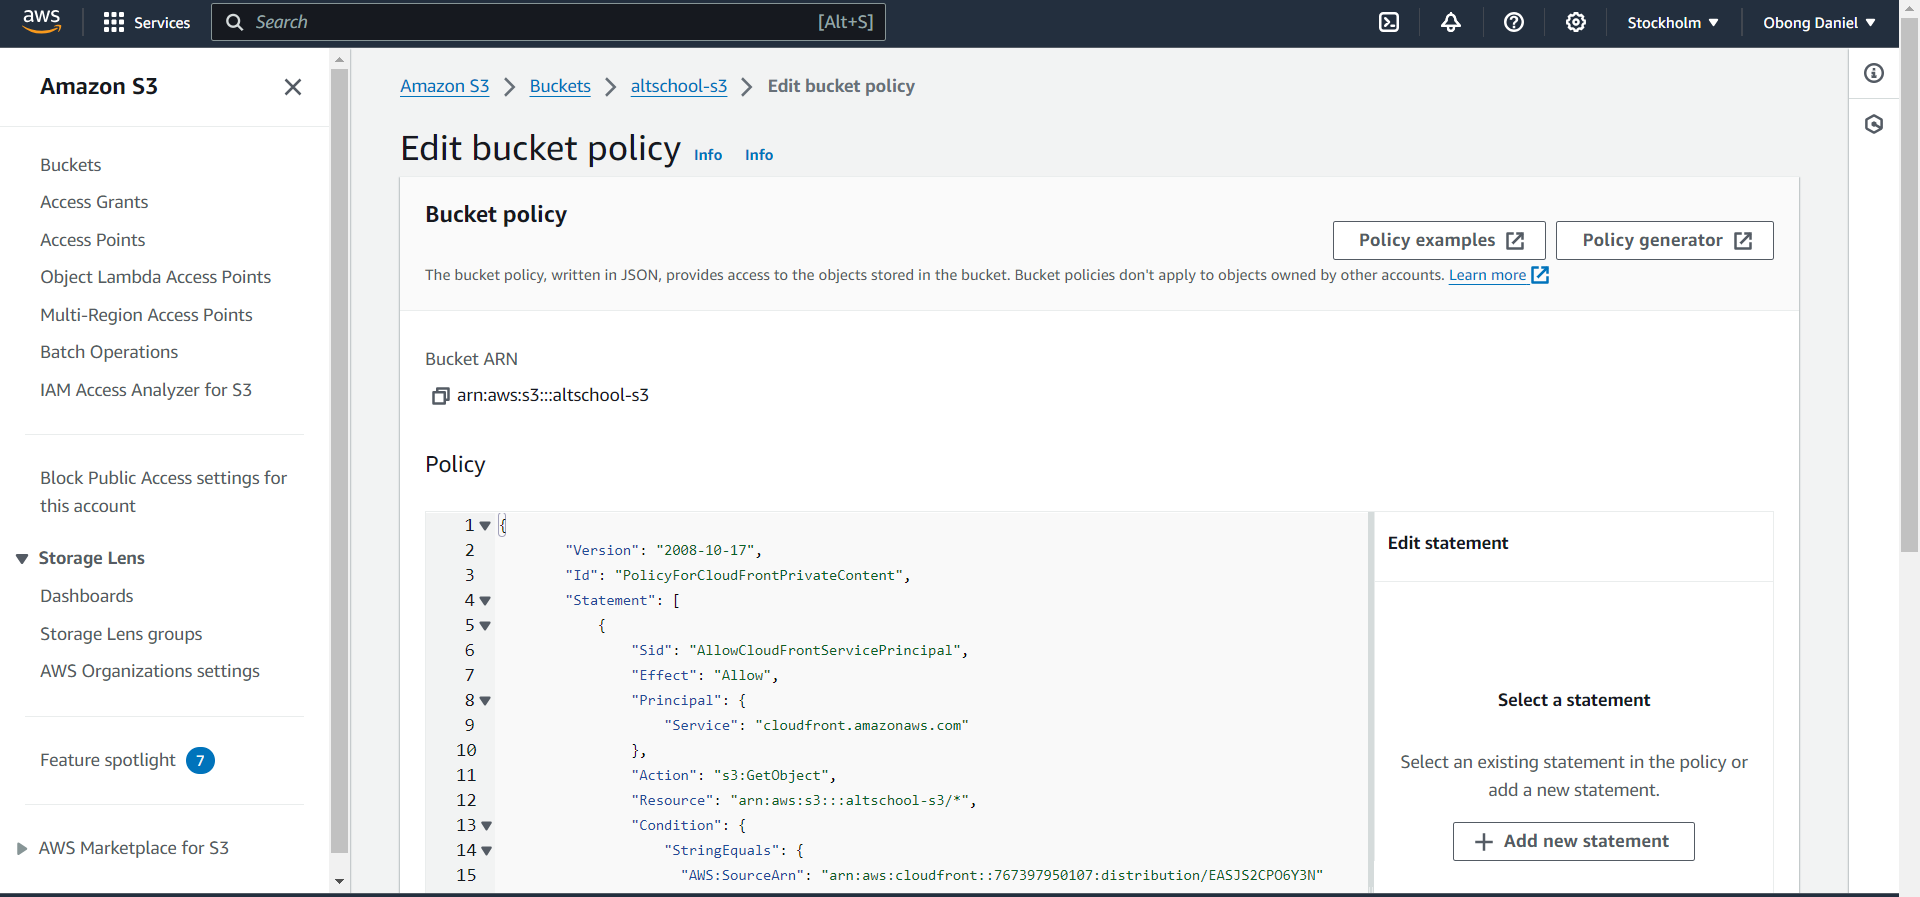 aws
Services
Search
[Alt+S]
Stockholm
Obong Daniel
Amazon S3
Buckets
Access Grants
Access Points
Object Lambda Access Points
Multi-Region Access Points
Batch Operations
IAM Access Analyzer for S3
Block Public Access settings for
this account
Storage Lens
Dashboards
Storage Lens groups
AWS Organizations settings
Feature spotlight 7
AWS Marketplace for S3
Amazon S3 > Buckets > altschool-s3 > Edit bucket policy
Edit bucket policy Info Info
Bucket policy
Policy examples
Policy generator
The bucket policy, written in JSON, provides access to the objects stored in the bucket. Bucket policies don't apply to objects owned by other accounts. Learn more
Bucket ARN
arn:aws:s3:::altschool-s3
Policy
1 {
2 "Version": "2008-10-17",
3 "Id": "PolicyForCloudFrontPrivateContent",
4 "Statement": [
5 {
6 "Sid": "AllowCloudFrontServicePrincipal",
7 "Effect": "Allow",
8 "Principal": {
9 "Service": "cloudfront.amazonaws.com"
10 },
11 "Action": "s3:GetObject",
12 "Resource": "arn:aws:s3:::altschool-s3/*",
13 "Condition": {
14 "StringEquals": {
15 "AWS:SourceArn": "arn:aws:cloudfront::767397950107:distribution/EASJS2CPO6Y3N"
Edit statement
Select a statement
Select an existing statement in the policy or
add a new statement.
+ Add new statement